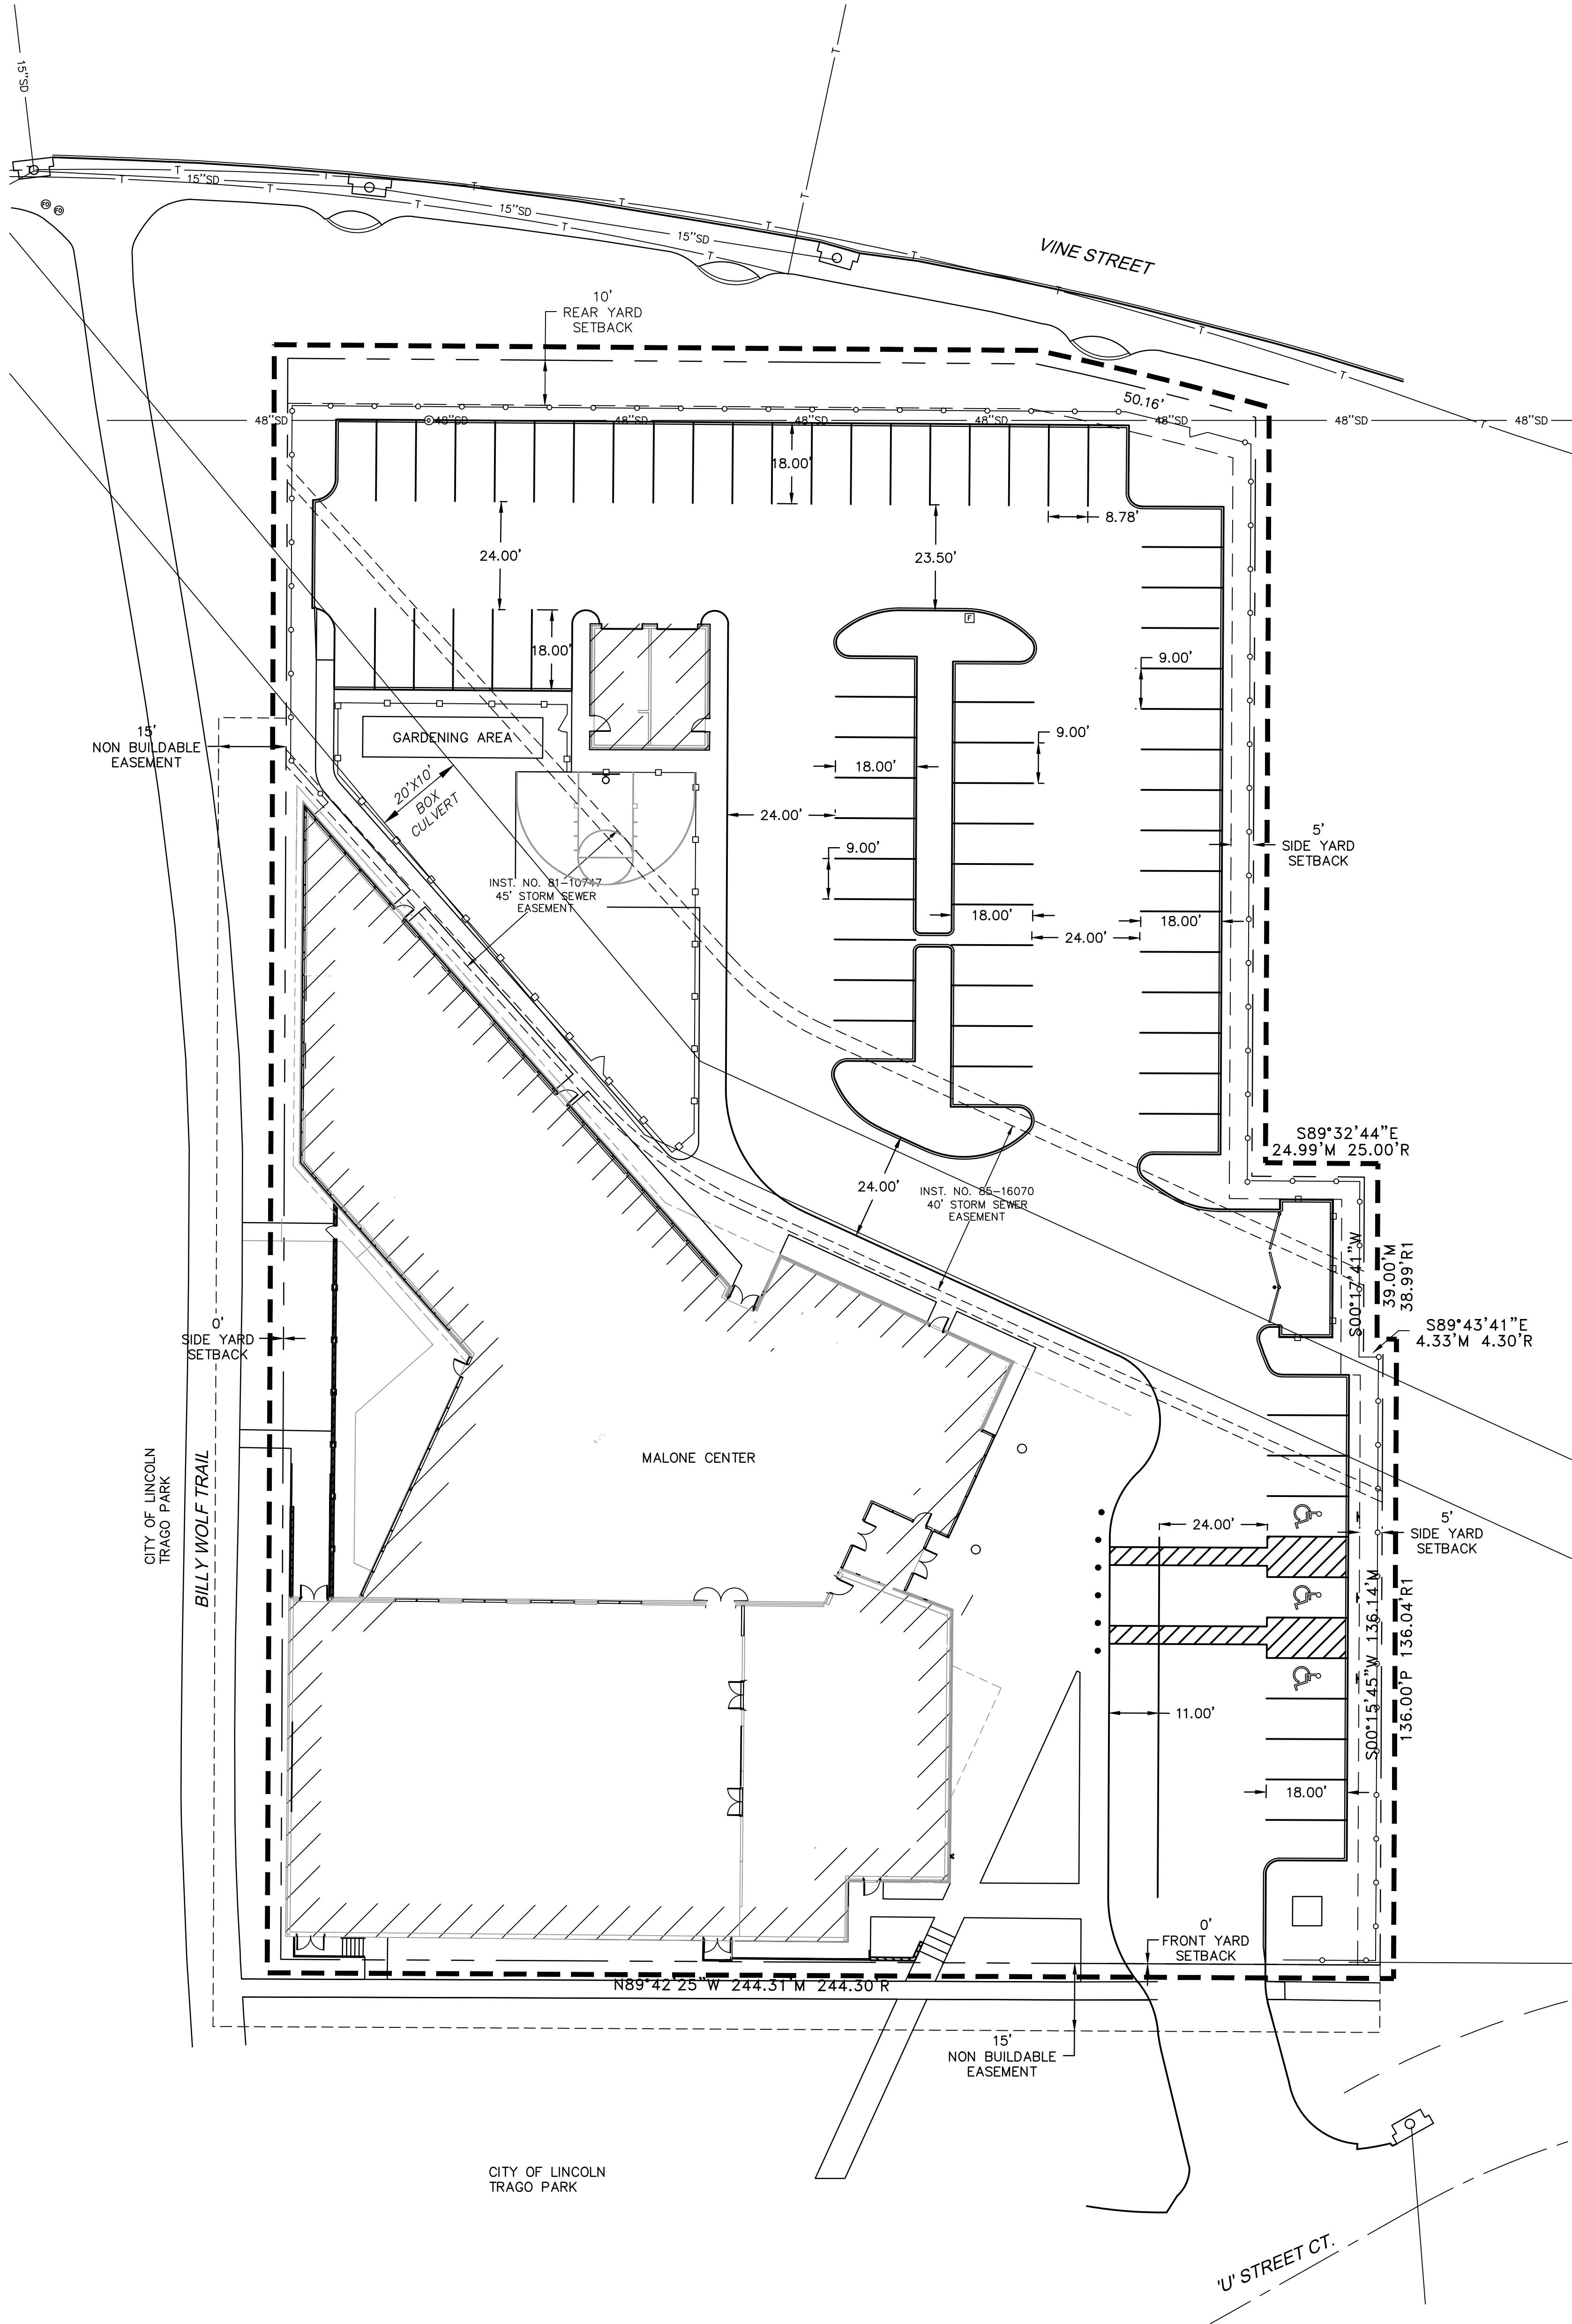 15"SD
T
T
T
T
15"SD
T
T
T
T
15"SD
T
T
15"SD
T
T
T
FO
FO
VINE STREET
T
T
T
T
10'
REAR YARD
SETBACK
50.16'
48"SD
48"SD
48"SD
48"SD
48"SD
48"SD
48"SD
48"SD
18.00'
8.78'
24.00'
23.50'
F
18.00'
9.00'
15'
NON BUILDABLE
EASEMENT
GARDENING AREA
9.00'
18.00'
20'X10'
BOX
CULVERT
24.00'
5'
SIDE YARD
SETBACK
9.00'
INST. NO. 81-10747
45' STORM SEWER
EASEMENT
18.00'
18.00'
24.00'
S89°32'44"E
24.99'M 25.00'R
24.00'
INST. NO. 85-16070
40' STORM SEWER
EASEMENT
S00°17'41"W
39.00'M
38.99'R1
0'
SIDE YARD
SETBACK
S89°43'41"E
4.33'M 4.30'R
CITY OF LINCOLN
TRAGO PARK
BILLY WOLF TRAIL
MALONE CENTER
24.00'
5'
SIDE YARD
SETBACK
S00°15'45"W 136.14'M
136.00'P 136.04'R1
11.00'
18.00'
0'
FRONT YARD
SETBACK
N89°42'25"W 244.31'M 244.30'R
15'
NON BUILDABLE
EASEMENT
CITY OF LINCOLN
TRAGO PARK
'U' STREET CT.